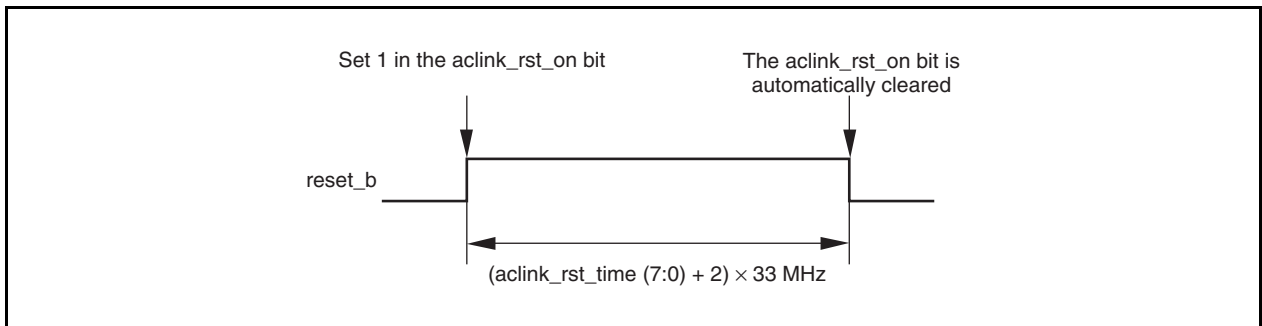 Set 1 in the aclink_rst_on bit
The aclink_rst_on bit is
automatically cleared
reset_b
(aclink_rst_time (7:0) + 2) × 33 MHz